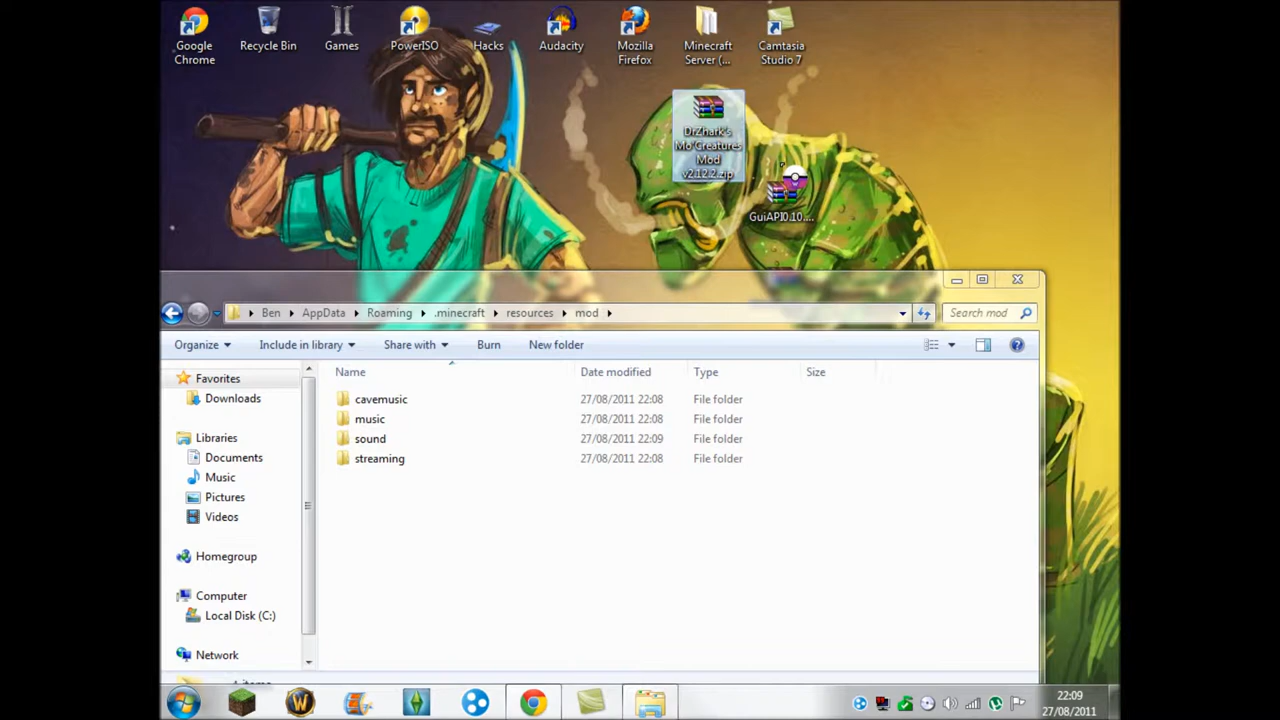 Google
Chrome
Recycle Bin
Games
PowerISO
Hacks
Audacity
Mozilla
Firefox
Minecraft
Server (...
Camtasia
Studio 7
DrZhark's
Mo'Creatures
Mod
v2.12.2.zip
GuiAPI0.10....
Ben AppData Roaming .minecraft resources mod
Search mod
Organize Include in library Share with Burn New folder
Name Date modified Type Size
Favorites
Downloads
Libraries
Documents
Music
Pictures
Videos
Homegroup
Computer
Local Disk (C:)
Network
cavemusic 27/08/2011 22:08 File folder
music 27/08/2011 22:08 File folder
sound 27/08/2011 22:09 File folder
streaming 27/08/2011 22:08 File folder
22:09
27/08/2011